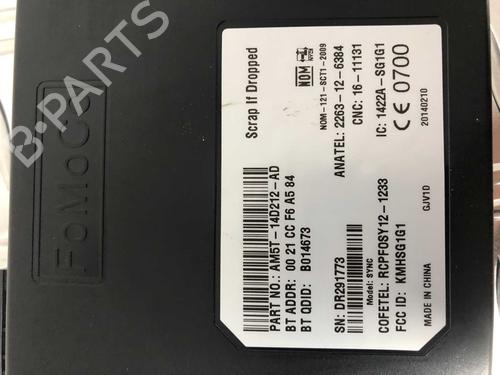 FoMoCo
B-PARTS
Scrap If Dropped
NOM
NYCE
NOM-121-SCT1-2009
ANATEL: 2263-12-6384
CNC: 16-11131
IC: 1422A-SG1G1
CE 0700
20140210
PART NO.: AM5T-14D212-AD
BT ADDR: 00 21 CC F6 A5 84
BT QDID: B014673
SN: DR291773
Model: SYNC
COFETEL: RCPFOSY12-1233
FCC ID: KMHSG1G1
MADE IN CHINA
GJV1D